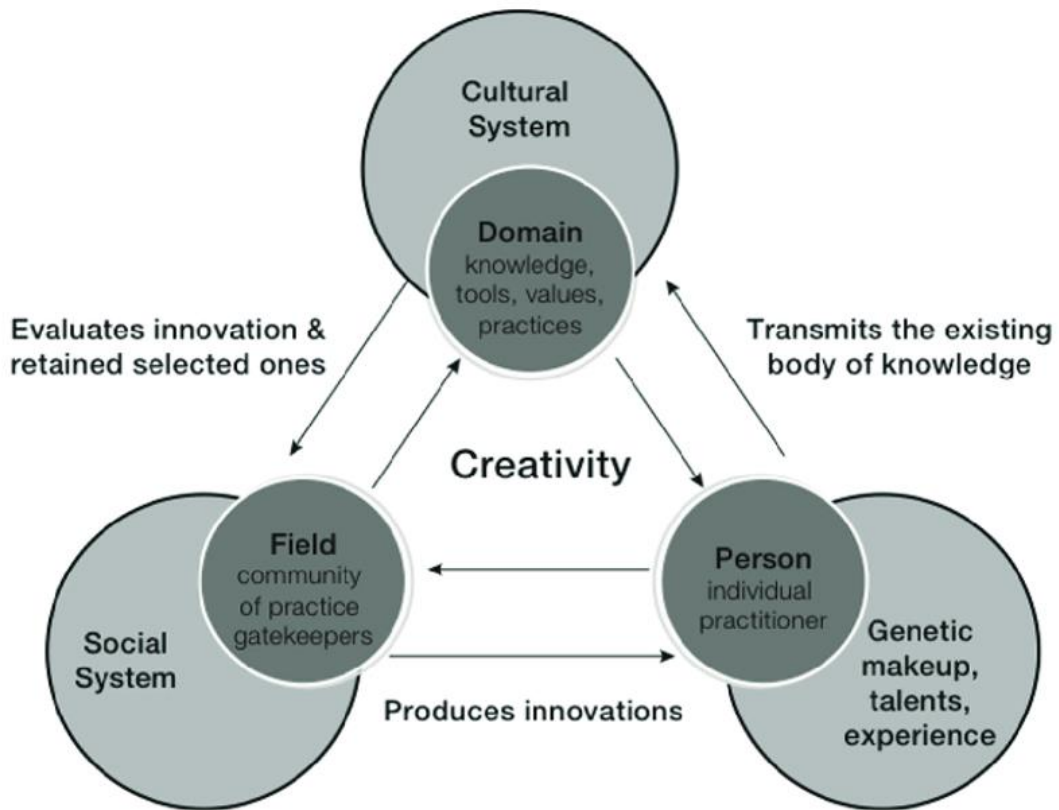 Cultural
System
Domain
knowledge,
tools, values,
practices
Evaluates innovation &
retained selected ones
Transmits the existing
body of knowledge
Creativity
Field
community
of practice
gatekeepers
Person
individual
practitioner
Social
System
Genetic
makeup,
talents,
experience
Produces innovations